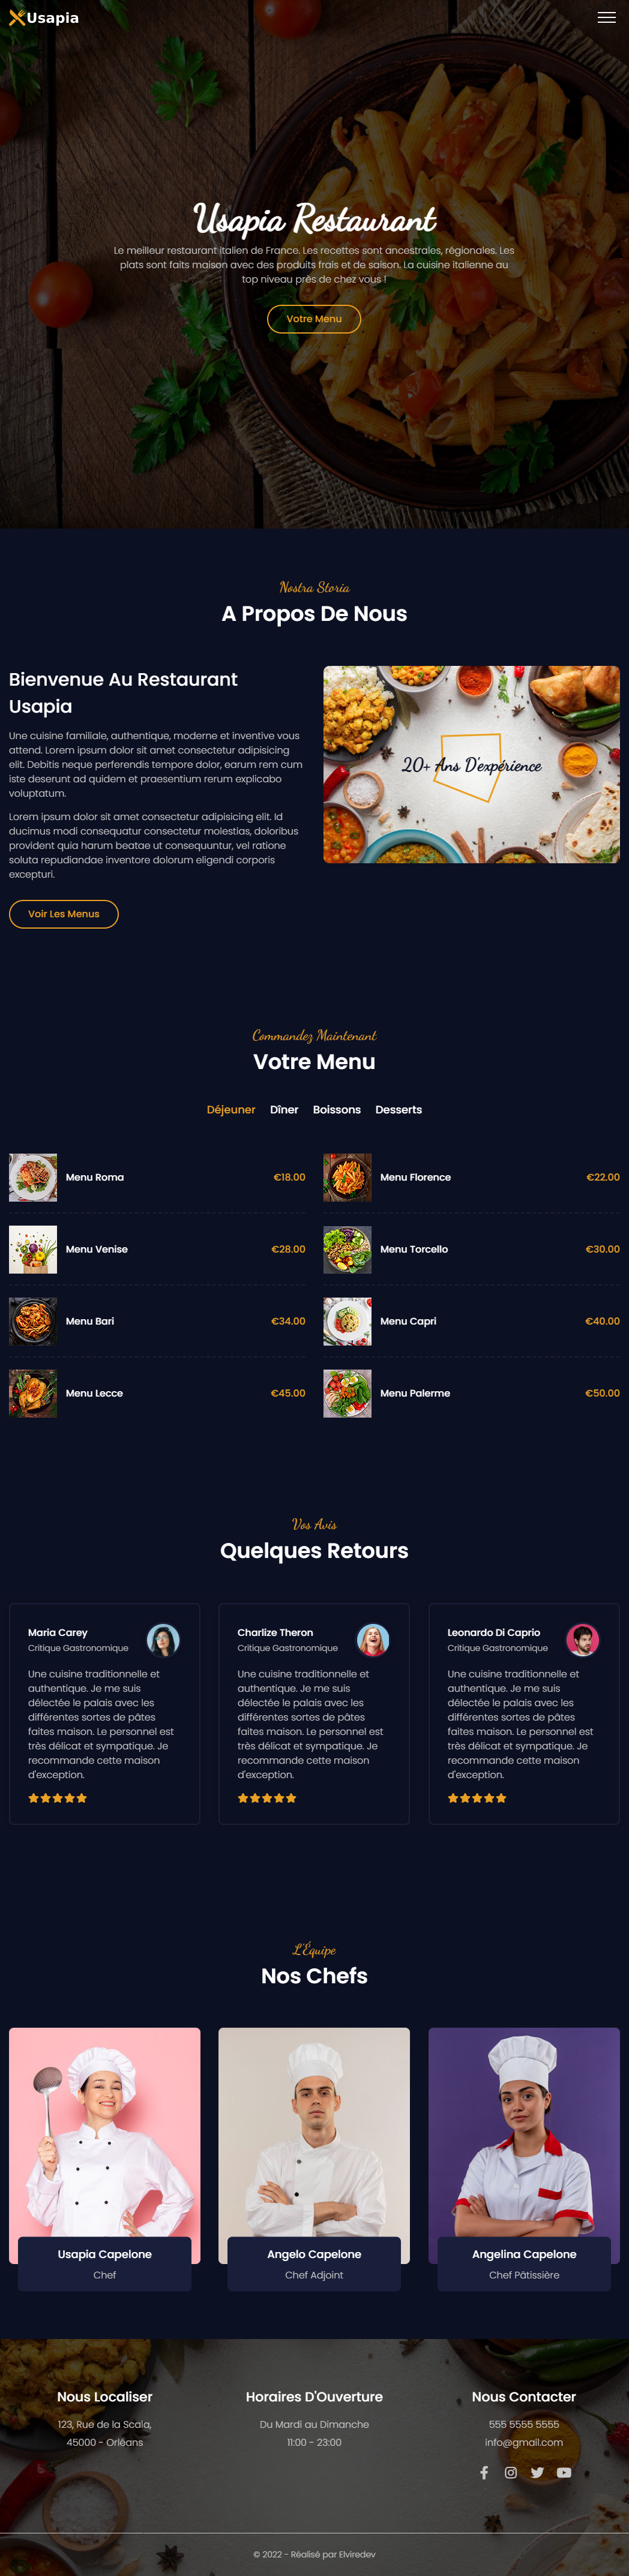 Usapia
Usapia Restaurant
Le meilleur restaurant italien de France. Les recettes sont ancestrales, régionales. Les
plats sont faits maison avec des produits frais et de saison. La cuisine italienne au
top niveau près de chez vous !
Votre Menu
Nostra Storia
A Propos De Nous
Bienvenue Au Restaurant
Usapia
Une cuisine familiale, authentique, moderne et inventive vous
attend. Lorem ipsum dolor sit amet consectetur adipisicing
elit. Debitis neque perferendis tempore dolor, earum rem cum
iste deserunt ad quidem et praesentium rerum explicabo
voluptatum.
Lorem ipsum dolor sit amet consectetur adipisicing elit. Id
ducimus modi consequatur consectetur molestias, doloribus
provident quia harum beatae ut consequuntur, vel ratione
soluta repudiandae inventore dolorum eligendi corporis
excepturi.
Voir Les Menus
20+ Ans D'expérience
Commandez Maintenant
Votre Menu
Déjeuner Dîner Boissons Desserts
Menu Roma €18.00
Menu Florence €22.00
Menu Venise €28.00
Menu Torcello €30.00
Menu Bari €34.00
Menu Capri €40.00
Menu Lecce €45.00
Menu Palerme €50.00
Vos Avis
Quelques Retours
Maria Carey
Critique Gastronomique
Une cuisine traditionnelle et
authentique. Je me suis
délectée le palais avec les
différentes sortes de pâtes
faites maison. Le personnel est
très délicat et sympatique. Je
recommande cette maison
d'exception.
Charlize Theron
Critique Gastronomique
Une cuisine traditionnelle et
authentique. Je me suis
délectée le palais avec les
différentes sortes de pâtes
faites maison. Le personnel est
très délicat et sympatique. Je
recommande cette maison
d'exception.
Leonardo Di Caprio
Critique Gastronomique
Une cuisine traditionnelle et
authentique. Je me suis
délectée le palais avec les
différentes sortes de pâtes
faites maison. Le personnel est
très délicat et sympatique. Je
recommande cette maison
d'exception.
L'Équipe
Nos Chefs
Usapia Capelone
Chef
Angelo Capelone
Chef Adjoint
Angelina Capelone
Chef Pâtissière
Nous Localiser
123, Rue de la Scala,
45000 - Orléans
Horaires D'Ouverture
Du Mardi au Dimanche
11:00 - 23:00
Nous Contacter
555 5555 5555
info@gmail.com
© 2022 - Réalisé par Elviredev